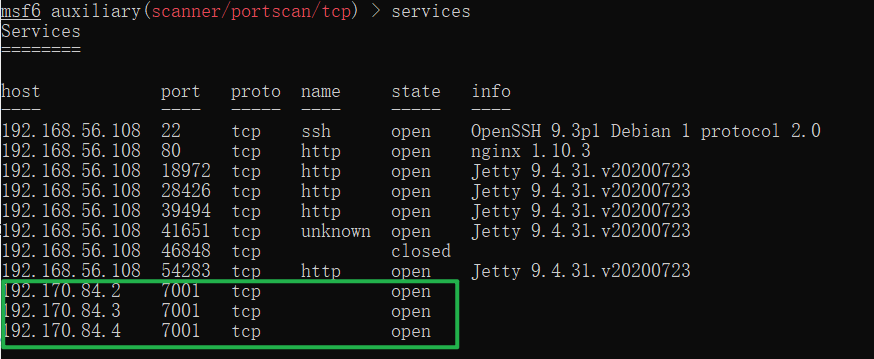 msf6 auxiliary(scanner/portscan/tcp) > services
Services
========
host port proto name state info
---- ---- ----- ---- ----- ----
192.168.56.108 22 tcp ssh open OpenSSH 9.3p1 Debian 1 protocol 2.0
192.168.56.108 80 tcp http open nginx 1.10.3
192.168.56.108 18972 tcp http open Jetty 9.4.31.v20200723
192.168.56.108 28426 tcp http open Jetty 9.4.31.v20200723
192.168.56.108 39494 tcp http open Jetty 9.4.31.v20200723
192.168.56.108 41651 tcp unknown open Jetty 9.4.31.v20200723
192.168.56.108 46848 tcp closed
192.168.56.108 54283 tcp http open Jetty 9.4.31.v20200723
192.170.84.2 7001 tcp open
192.170.84.3 7001 tcp open
192.170.84.4 7001 tcp open